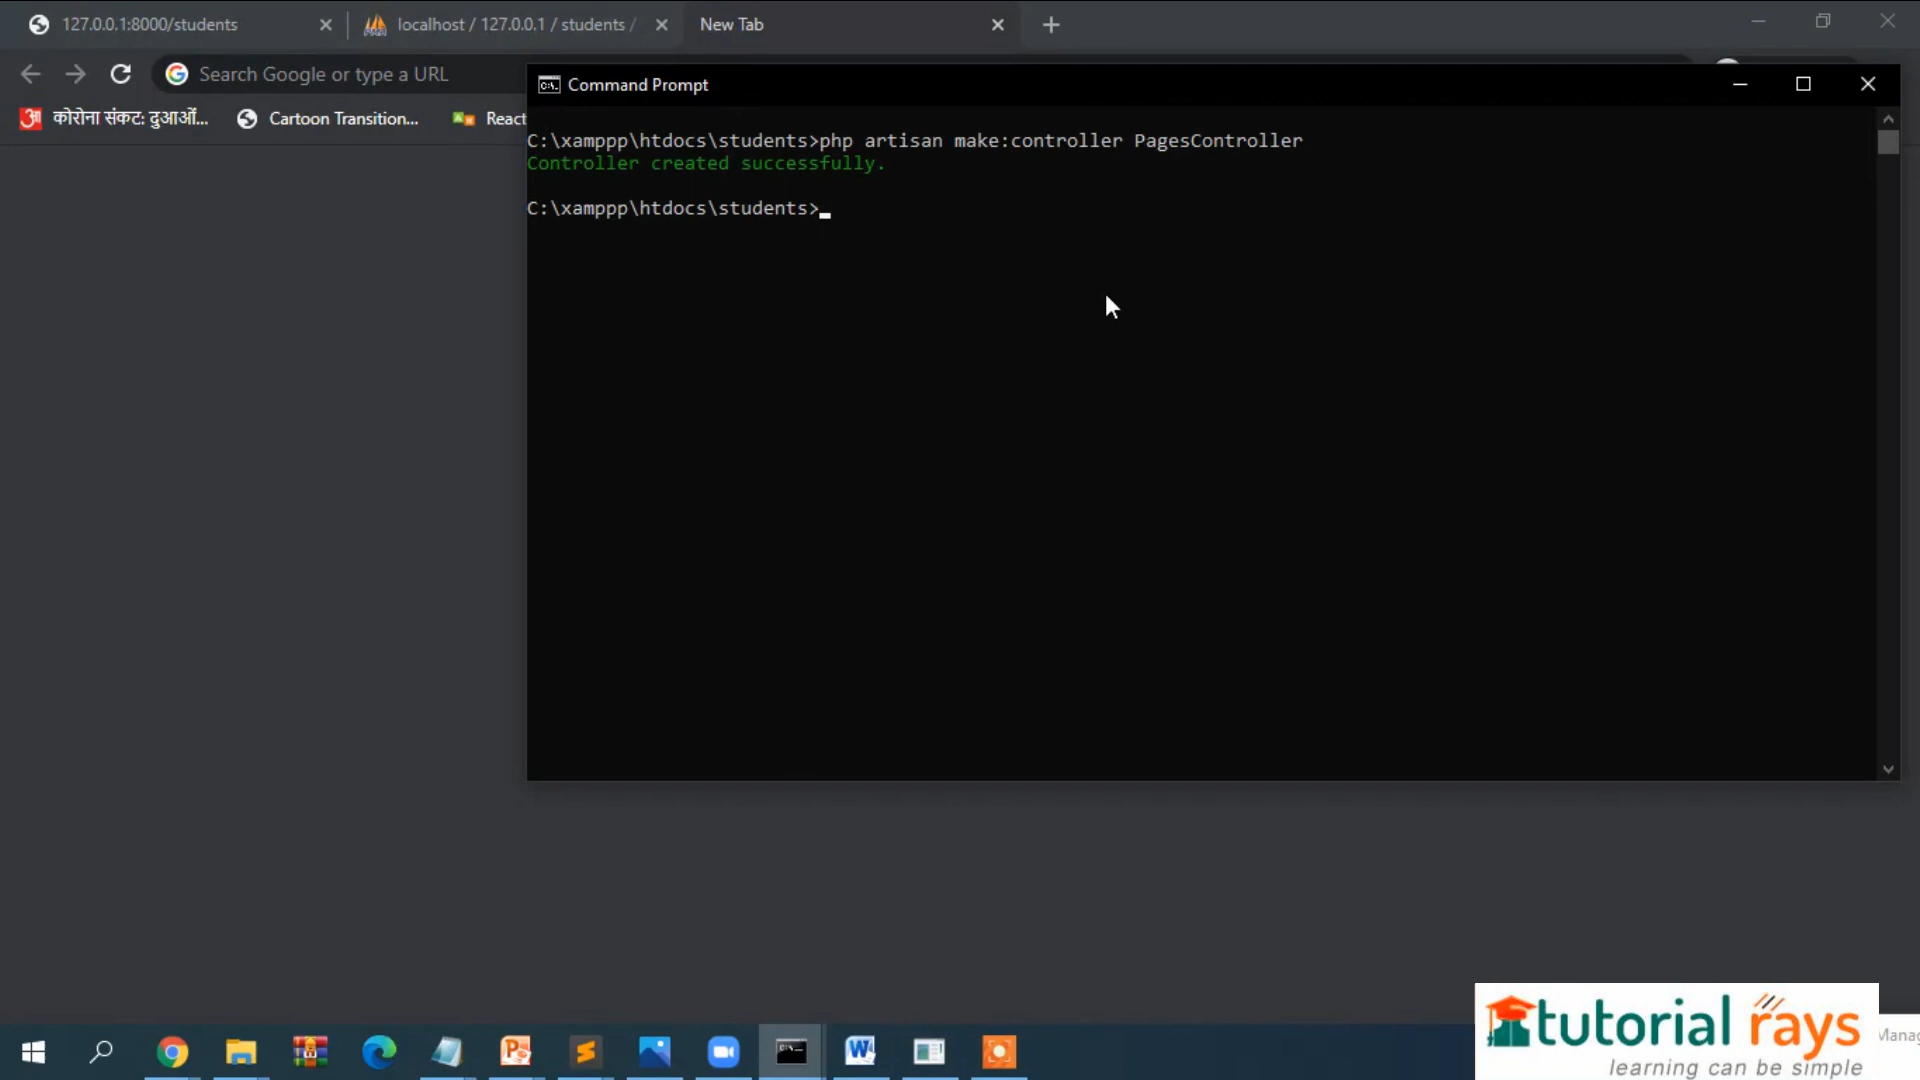 127.0.0.1:8000/students
localhost / 127.0.0.1 / students /
New Tab
Search Google or type a URL
कोरोना संकट: दुआओं...
Cartoon Transition...
React
Command Prompt
C:\xamppp\htdocs\students>php artisan make:controller PagesController
Controller created successfully.
C:\xamppp\htdocs\students>
tutorial rays
learning can be simple
Manag